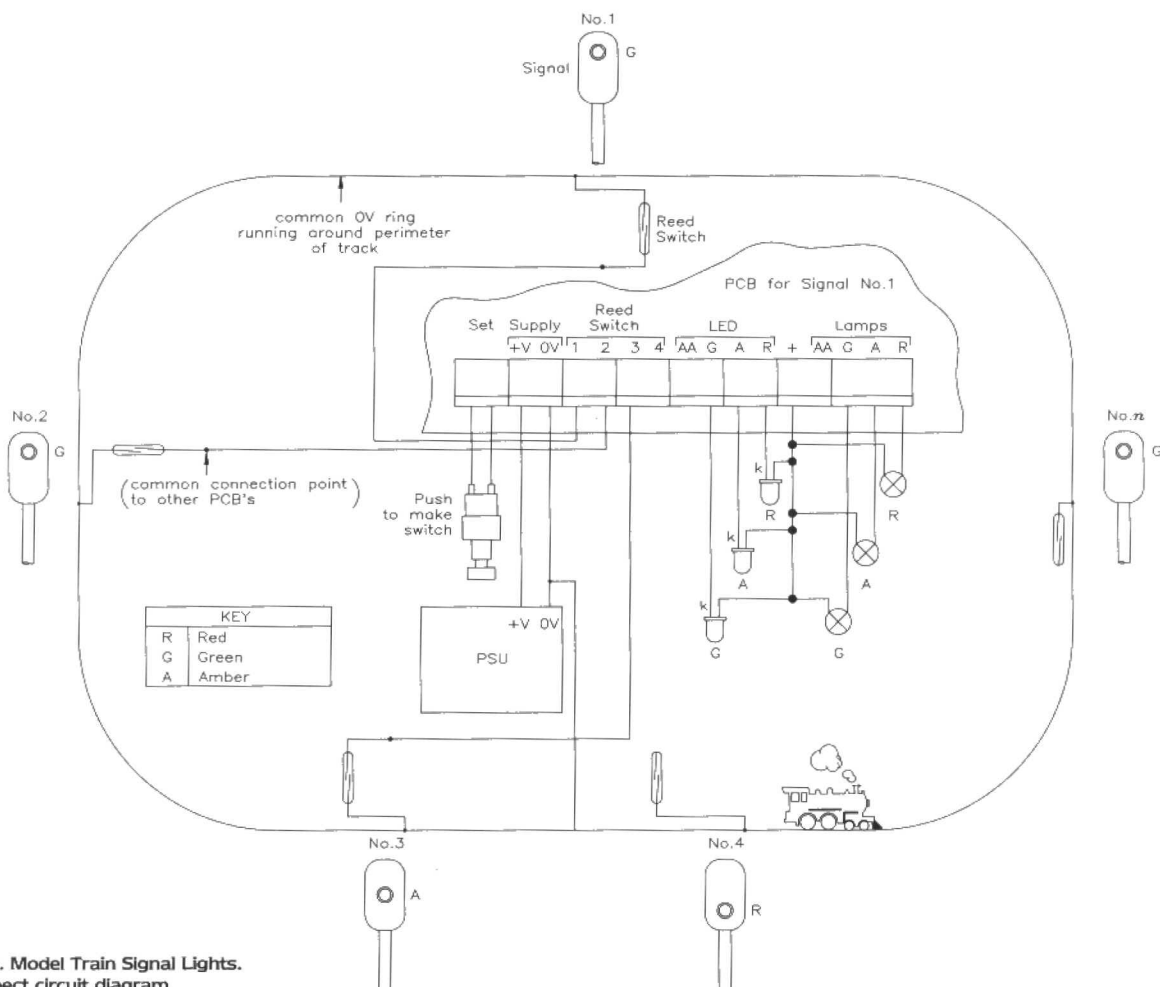 No.1
G
Signal
common 0V ring
running around perimeter
of track
Reed
Switch
PCB for Signal No.1
Set Supply Reed Switch LED Lamps
+V 0V 1 2 3 4 AA G A R + AA G A R
No.2
G
(common connection point
to other PCB's)
Push
to make
switch
k
R
R
k
A
A
k
G
G
No.n
G
KEY
R Red
G Green
A Amber
+V 0V
PSU
No.3
A
No.4
R
. Model Train Signal Lights.
circuit diagram